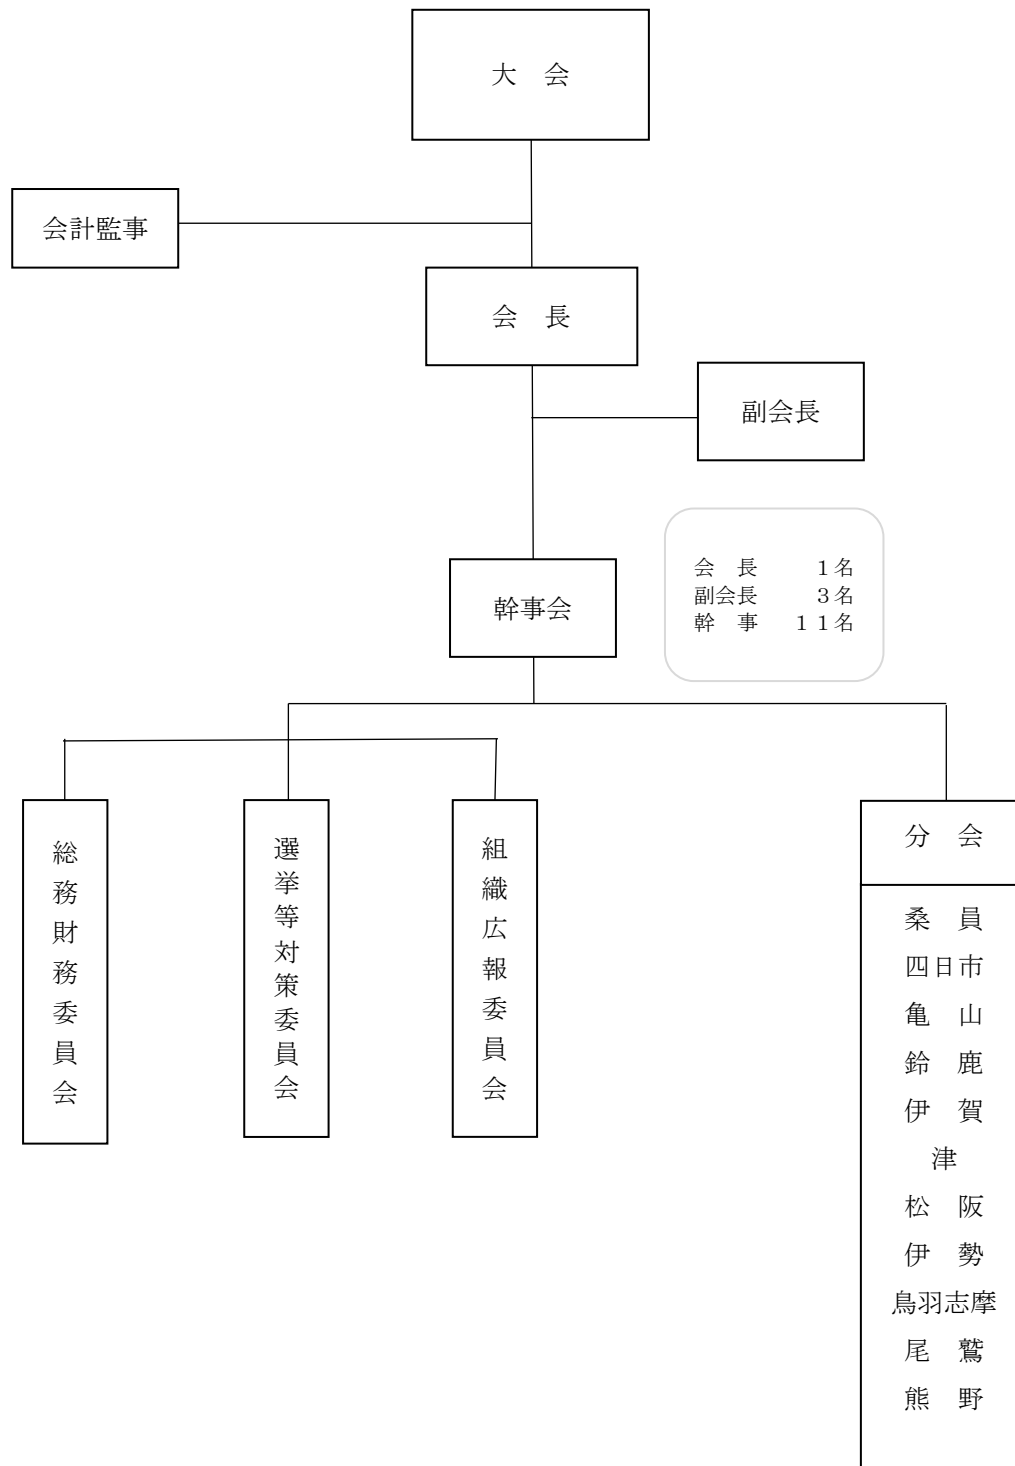 大　会
会計監事
会　長
副会長
会　長　　１名
副会長　　３名
幹　事　１１名
幹事会
総務財務委員会
選挙等対策委員会
組織広報委員会
分　会
桑　員
四日市
亀　山
鈴　鹿
伊　賀
津
松　阪
伊　勢
鳥羽志摩
尾　鷲
熊　野